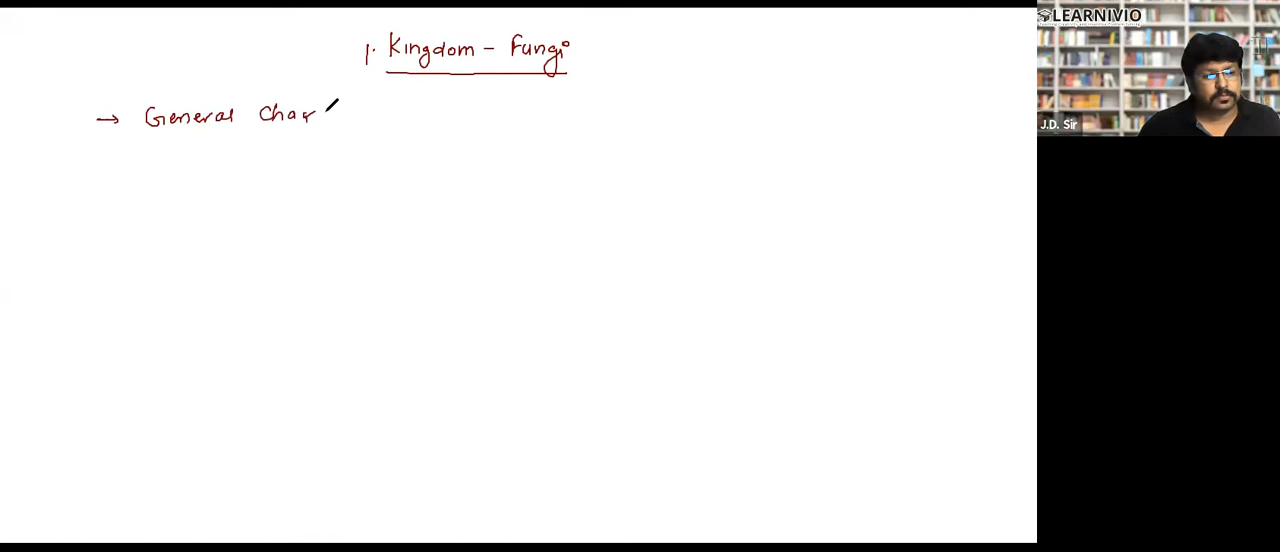 1. Kingdom - Fungi
→ General Char
LEARNIVIO
J.D. Sir